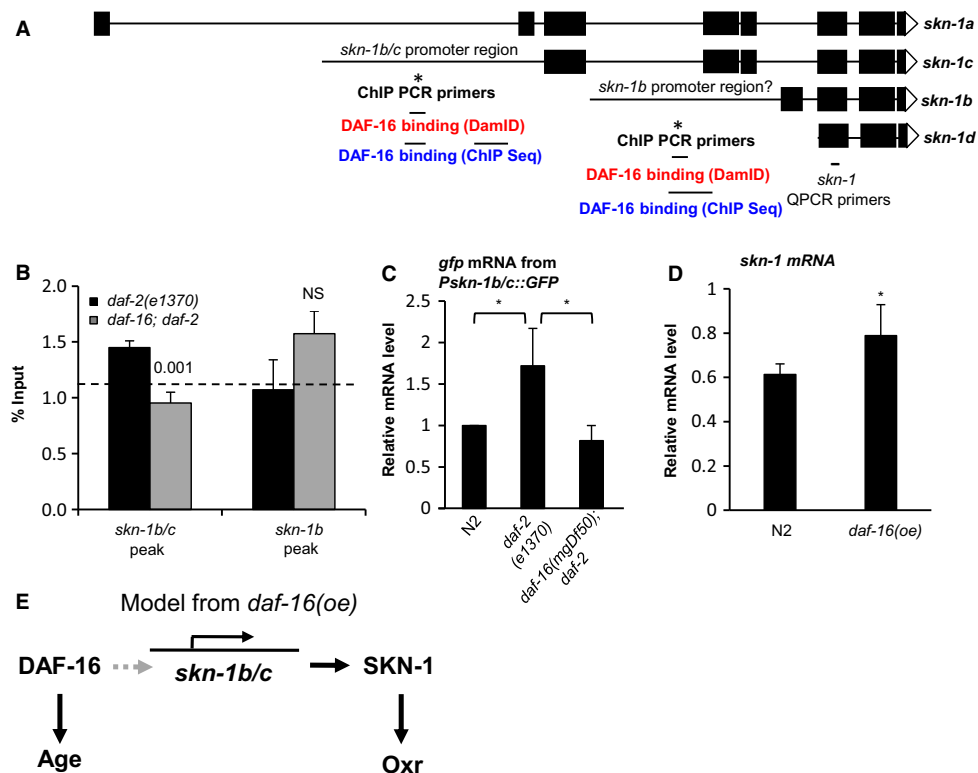 A
skn-1a
skn-1b/c promoter region
skn-1c
*
ChIP PCR primers
skn-1b promoter region?
skn-1b
DAF-16 binding (DamID)
*
ChIP PCR primers
skn-1d
DAF-16 binding (ChIP Seq)
DAF-16 binding (DamID)
skn-1
QPCR primers
DAF-16 binding (ChIP Seq)
B
daf-2(e1370)
daf-16; daf-2
NS
0.001
% Input
2.0
1.5
1.0
0.5
0.0
skn-1b/c
peak
skn-1b
peak
C
gfp mRNA from
Pskn-1b/c::GFP
Relative mRNA level
2.5
2
1.5
1
0.5
0
*
*
N2
daf-2
(e1370)
daf-16(mgDf50);
daf-2
D
skn-1 mRNA
Relative mRNA level
1
0.8
0.6
0.4
0.2
0
*
N2
daf-16(oe)
E
Model from daf-16(oe)
DAF-16
skn-1b/c
SKN-1
Age
Oxr